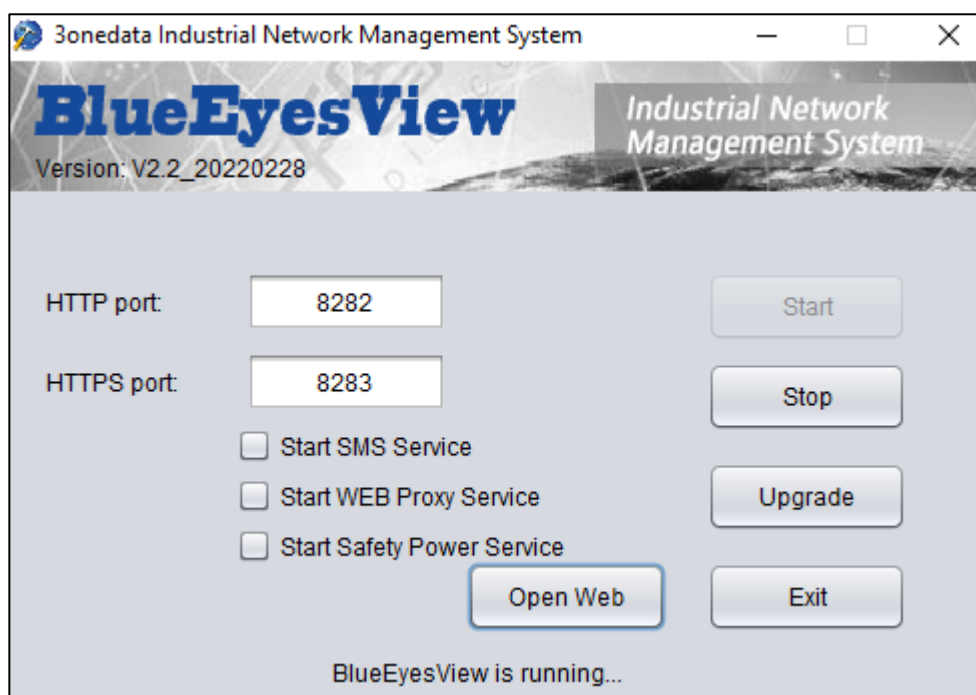 3onedata Industrial Network Management System
BlueEyesView
Industrial Network
Management System
Version: V2.2_20220228
HTTP port:
8282
Start
HTTPS port:
8283
Stop
Start SMS Service
Start WEB Proxy Service
Upgrade
Start Safety Power Service
Open Web
Exit
BlueEyesView is running...